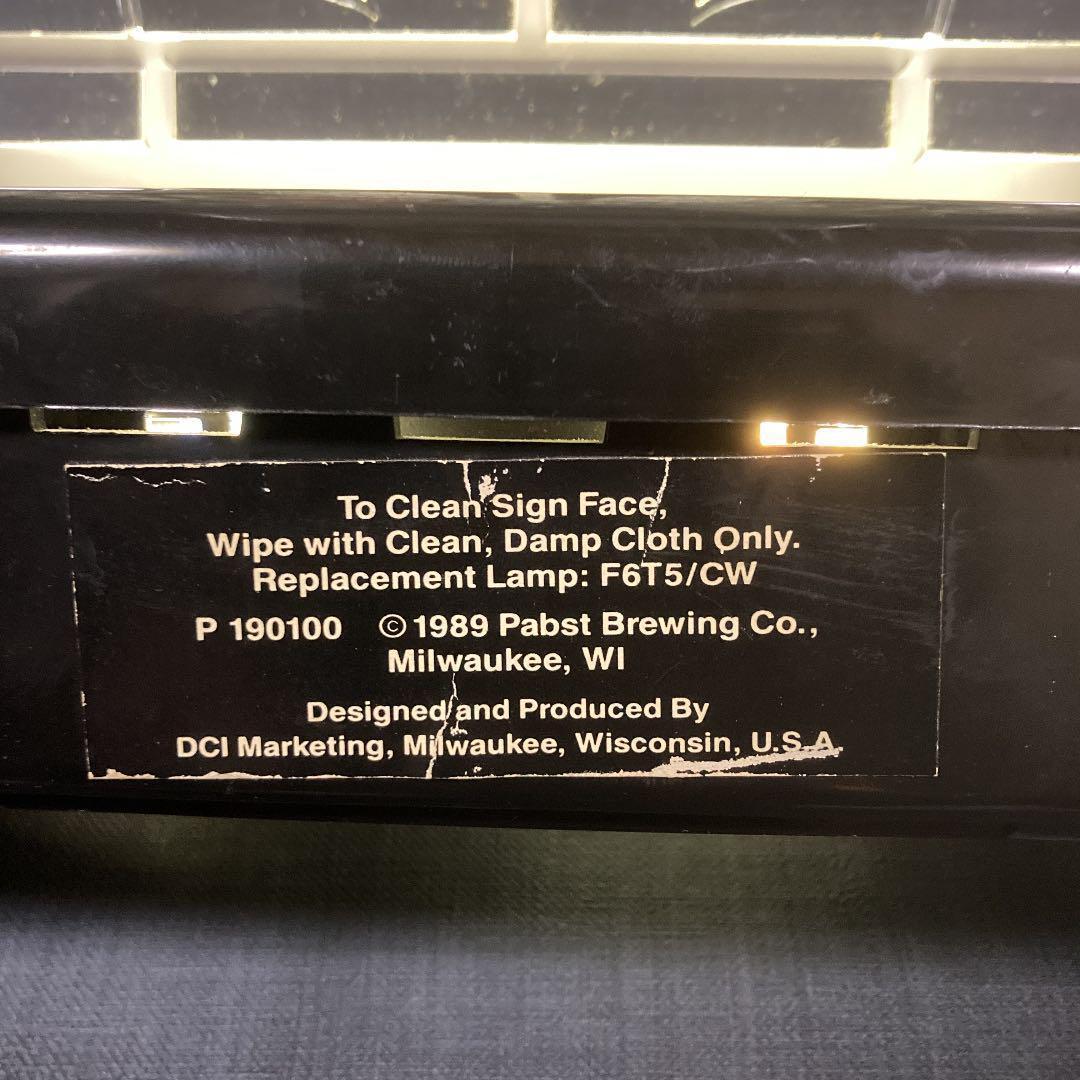 To Clean Sign Face,
Wipe with Clean, Damp Cloth Only.
Replacement Lamp: F6T5/CW
P 190100 © 1989 Pabst Brewing Co.,
Milwaukee, WI
Designed and Produced By
DCI Marketing, Milwaukee, Wisconsin, U.S.A.